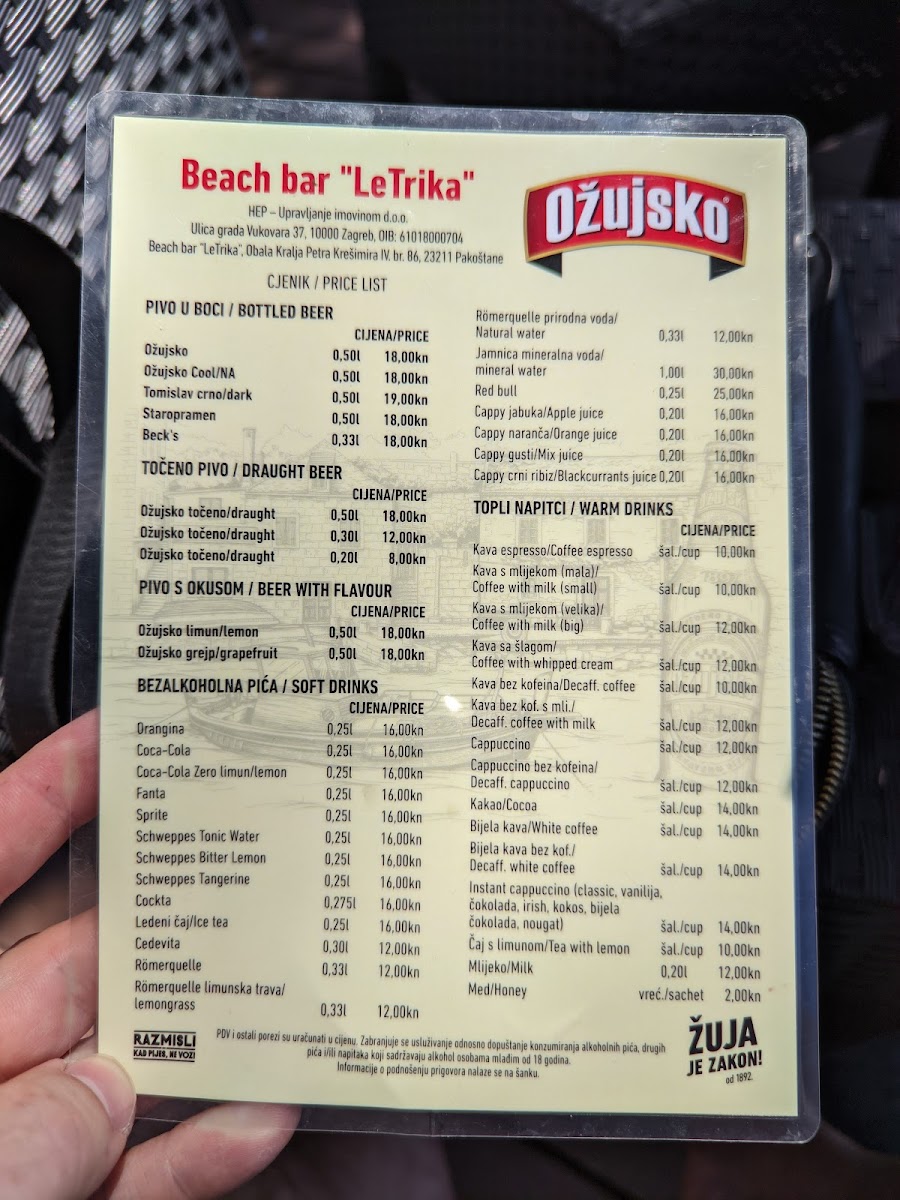 Beach bar "LeTrika"
HEP – Upravljanje imovinom d.o.o.
Ulica grada Vukovara 37, 10000 Zagreb, OIB: 61018000704
Beach bar "LeTrika", Obala Kralja Petra Krešimira IV. br. 86, 23211 Pakoštane
Ožujsko®
CJENIK / PRICE LIST
PIVO U BOCI / BOTTLED BEER
CIJENA/PRICE
Ožujsko 0,50l 18,00kn
Ožujsko Cool/NA 0,50l 18,00kn
Tomislav crno/dark 0,50l 19,00kn
Staropramen 0,50l 18,00kn
Beck's 0,33l 18,00kn
TOČENO PIVO / DRAUGHT BEER
CIJENA/PRICE
Ožujsko točeno/draught 0,50l 18,00kn
Ožujsko točeno/draught 0,30l 12,00kn
Ožujsko točeno/draught 0,20l 8,00kn
PIVO S OKUSOM / BEER WITH FLAVOUR
CIJENA/PRICE
Ožujsko limun/lemon 0,50l 18,00kn
Ožujsko grejp/grapefruit 0,50l 18,00kn
BEZALKOHOLNA PIĆA / SOFT DRINKS
CIJENA/PRICE
Orangina 0,25l 16,00kn
Coca-Cola 0,25l 16,00kn
Coca-Cola Zero limun/lemon 0,25l 16,00kn
Fanta 0,25l 16,00kn
Sprite 0,25l 16,00kn
Schweppes Tonic Water 0,25l 16,00kn
Schweppes Bitter Lemon 0,25l 16,00kn
Schweppes Tangerine 0,25l 16,00kn
Cockta 0,275l 16,00kn
Ledeni čaj/Ice tea 0,25l 16,00kn
Cedevita 0,30l 12,00kn
Römerquelle 0,33l 12,00kn
Römerquelle limunska trava/
lemongrass 0,33l 12,00kn
Römerquelle prirodna voda/
Natural water 0,33l 12,00kn
Jamnica mineralna voda/
mineral water 1,00l 30,00kn
Red bull 0,25l 25,00kn
Cappy jabuka/Apple juice 0,20l 16,00kn
Cappy naranča/Orange juice 0,20l 16,00kn
Cappy gusti/Mix juice 0,20l 16,00kn
Cappy crni ribiz/Blackcurrants juice 0,20l 16,00kn
TOPLI NAPITCI / WARM DRINKS
CIJENA/PRICE
Kava espresso/Coffee espresso šal./cup 10,00kn
Kava s mlijekom (mala)/
Coffee with milk (small) šal./cup 10,00kn
Kava s mlijekom (velika)/
Coffee with milk (big) šal./cup 12,00kn
Kava sa šlagom/
Coffee with whipped cream šal./cup 12,00kn
Kava bez kofeina/Decaff. coffee šal./cup 10,00kn
Kava bez kof. s mli./
Decaff. coffee with milk šal./cup 12,00kn
Cappuccino šal./cup 12,00kn
Cappuccino bez kofeina/
Decaff. cappuccino šal./cup 12,00kn
Kakao/Cocoa šal./cup 14,00kn
Bijela kava/White coffee šal./cup 14,00kn
Bijela kava bez kof./
Decaff. white coffee šal./cup 14,00kn
Instant cappuccino (classic, vanilija,
čokolada, irish, kokos, bijela
čokolada, nougat) šal./cup 14,00kn
Čaj s limunom/Tea with lemon šal./cup 10,00kn
Mlijeko/Milk 0,20l 12,00kn
Med/Honey vreć./sachet 2,00kn
RAZMISLI
KAD PIJEŠ, NE VOZI!
PDV i ostali porezi su uračunati u cijenu. Zabranjuje se usluživanje odnosno dopuštanje konzumiranja alkoholnih pića, drugih
pića i/ili napitaka koji sadržavaju alkohol osobama mlađim od 18 godina.
Informacije o podnošenju prigovora nalaze se na šanku.
ŽUJA
JE ZAKON!
od 1892.